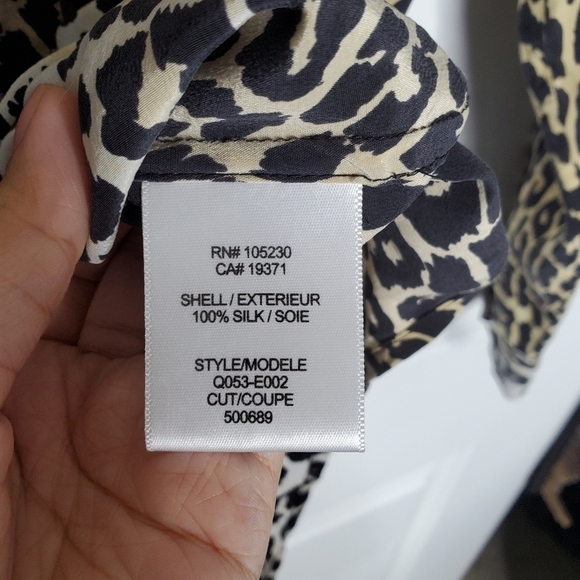 RN# 105230
CA# 19371
SHELL / EXTERIEUR
100% SILK / SOIE
STYLE/MODELE
Q053-E002
CUT/COUPE
500689